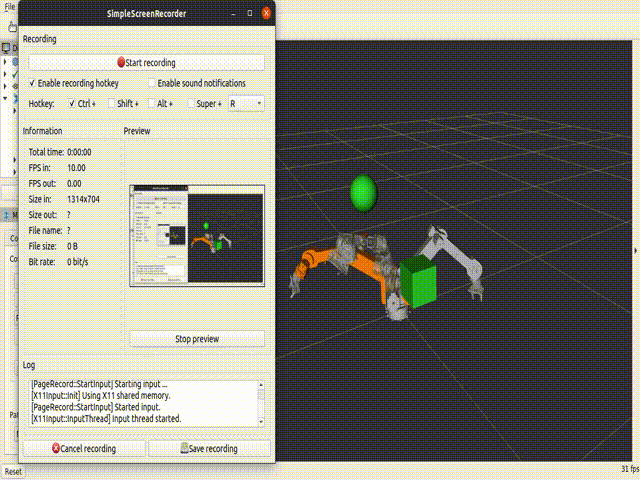 File
SimpleScreenRecorder
Recording
Start recording
Enable recording hotkey
Enable sound notifications
Hotkey: Ctrl + Shift + Alt + Super + R
Information
Preview
Total time: 0:00:00
FPS in: 10.00
FPS out: 0.00
Size in: 1314x704
Size out: ?
File name: ?
File size: 0 B
Bit rate: 0 bit/s
Stop preview
Log
[PageRecord::StartInput] Starting input ...
[X11Input::Init] Using X11 shared memory.
[PageRecord::StartInput] Started input.
[X11Input::InputThread] Input thread started.
Cancel recording
Save recording
Reset
31 fps